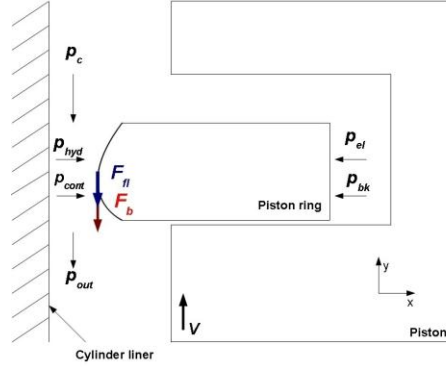 p_c
p_hyd
p_el
p_cont
F_fl
p_bk
F_b
Piston ring
p_out
y
x
V
Piston
Cylinder liner